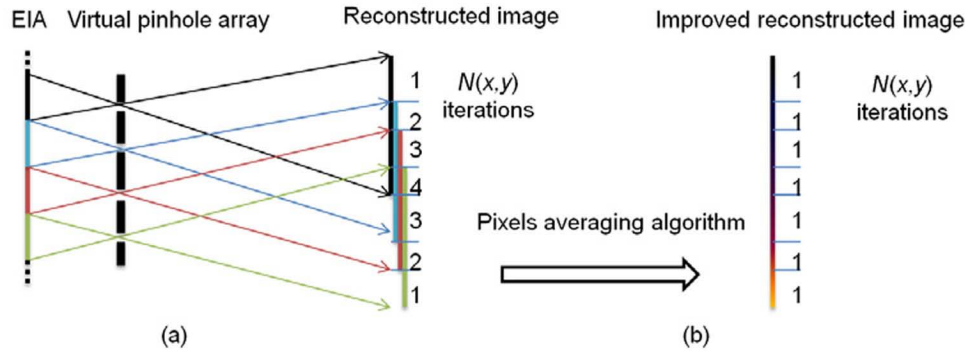 EIA Virtual pinhole array Reconstructed image Improved reconstructed image
1
2
3
4
3
2
1
N(x,y)
iterations
Pixels averaging algorithm
1
1
1
1
1
1
1
N(x,y)
iterations
(a) (b)